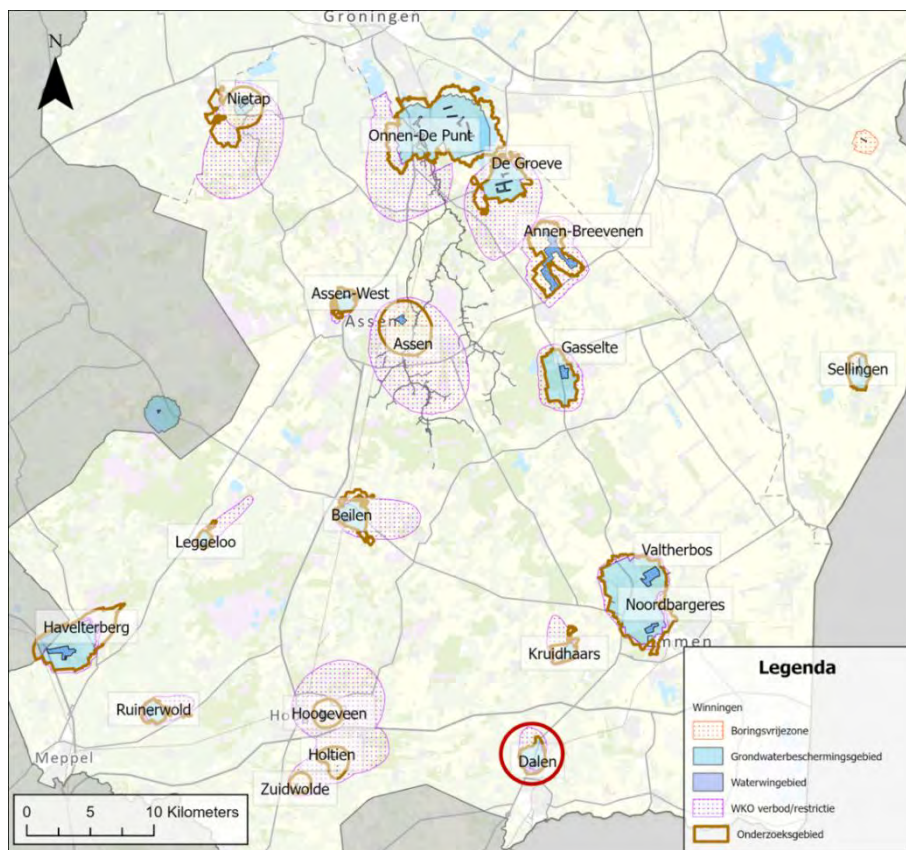 Groningen
N
Nietap
Onnen-De Punt
De Groeve
Annen-Breevenen
Assen-West
Assen
Assen
Gasselte
Sellingen
Beilen
Leggeloo
Valtherbos
Noordbargeres
Havelterberg
Kruidhaars
Ruinerwold
Hoogeveen
Holtien
Dalen
Meppel
Zuidwolde
0 5 10 Kilometers
Legenda
Winningen
Boringsvrijezone
Grondwaterbeschermingsgebied
Waterwingebied
WKO verbod/restrictie
Onderzoeksgebied